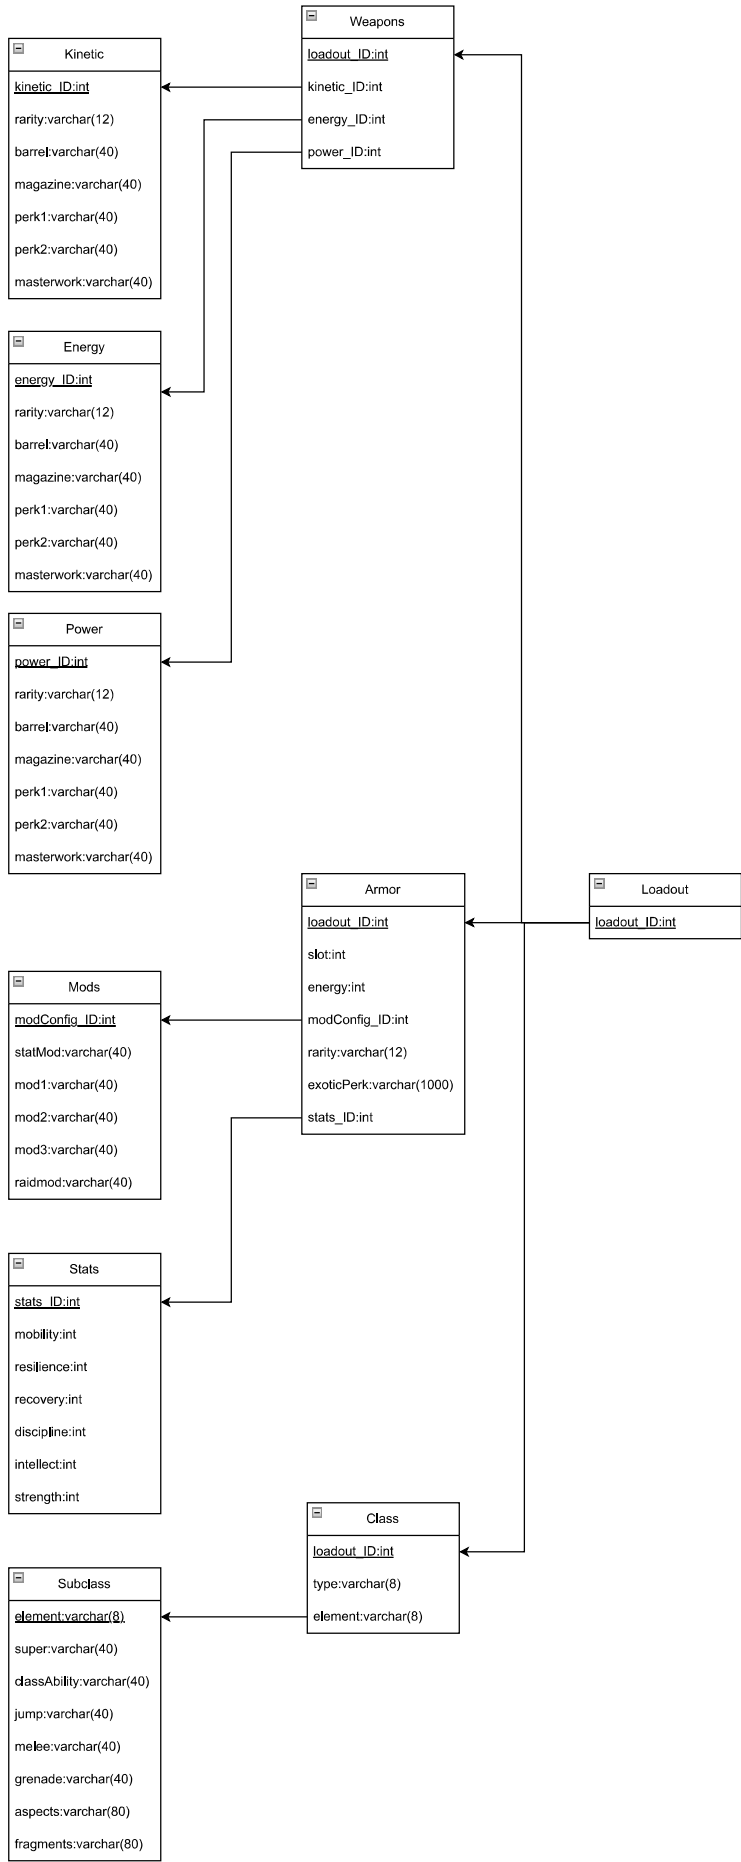 Weapons
loadout_ID:int
kinetic_ID:int
energy_ID:int
power_ID:int
Kinetic
kinetic_ID:int
rarity:varchar(12)
barrel:varchar(40)
magazine:varchar(40)
perk1:varchar(40)
perk2:varchar(40)
masterwork:varchar(40)
Energy
energy_ID:int
rarity:varchar(12)
barrel:varchar(40)
magazine:varchar(40)
perk1:varchar(40)
perk2:varchar(40)
masterwork:varchar(40)
Power
power_ID:int
rarity:varchar(12)
barrel:varchar(40)
magazine:varchar(40)
perk1:varchar(40)
perk2:varchar(40)
masterwork:varchar(40)
Armor
loadout_ID:int
slot:int
energy:int
modConfig_ID:int
rarity:varchar(12)
exoticPerk:varchar(1000)
stats_ID:int
Loadout
loadout_ID:int
Mods
modConfig_ID:int
statMod:varchar(40)
mod1:varchar(40)
mod2:varchar(40)
mod3:varchar(40)
raidmod:varchar(40)
Stats
stats_ID:int
mobility:int
resilience:int
recovery:int
discipline:int
intellect:int
strength:int
Class
loadout_ID:int
type:varchar(8)
element:varchar(8)
Subclass
element:varchar(8)
super:varchar(40)
classAbility:varchar(40)
jump:varchar(40)
melee:varchar(40)
grenade:varchar(40)
aspects:varchar(80)
fragments:varchar(80)